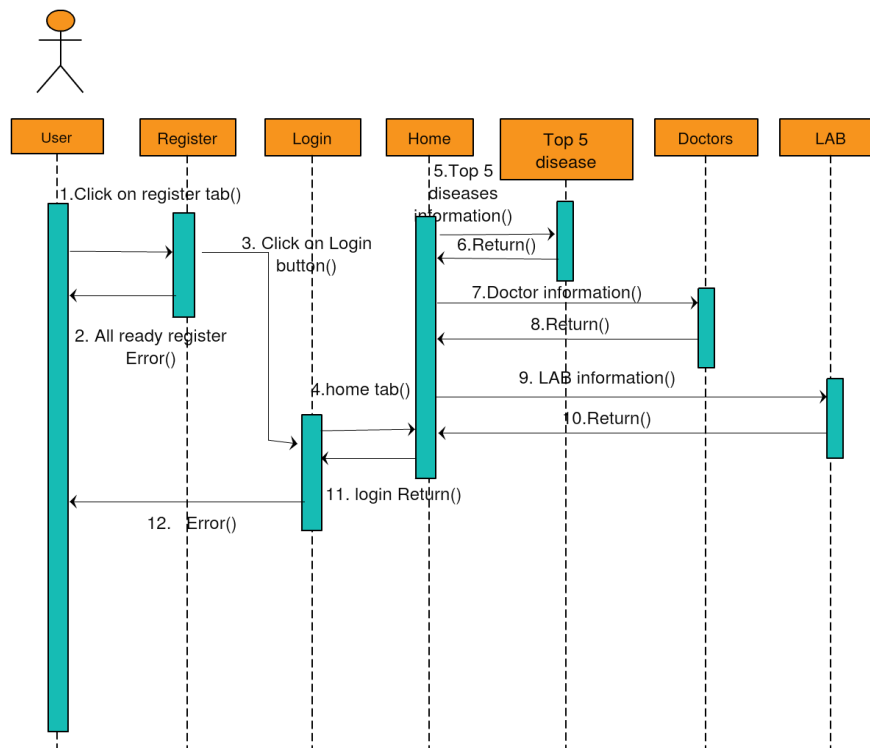 User
Register
Login
Home
Top 5
disease
Doctors
LAB
1.Click on register tab()
5.Top 5
diseases
information()
3. Click on Login
button()
6.Return()
7.Doctor information()
8.Return()
2. All ready register
Error()
4.home tab()
9. LAB information()
10.Return()
11. login Return()
12. Error()